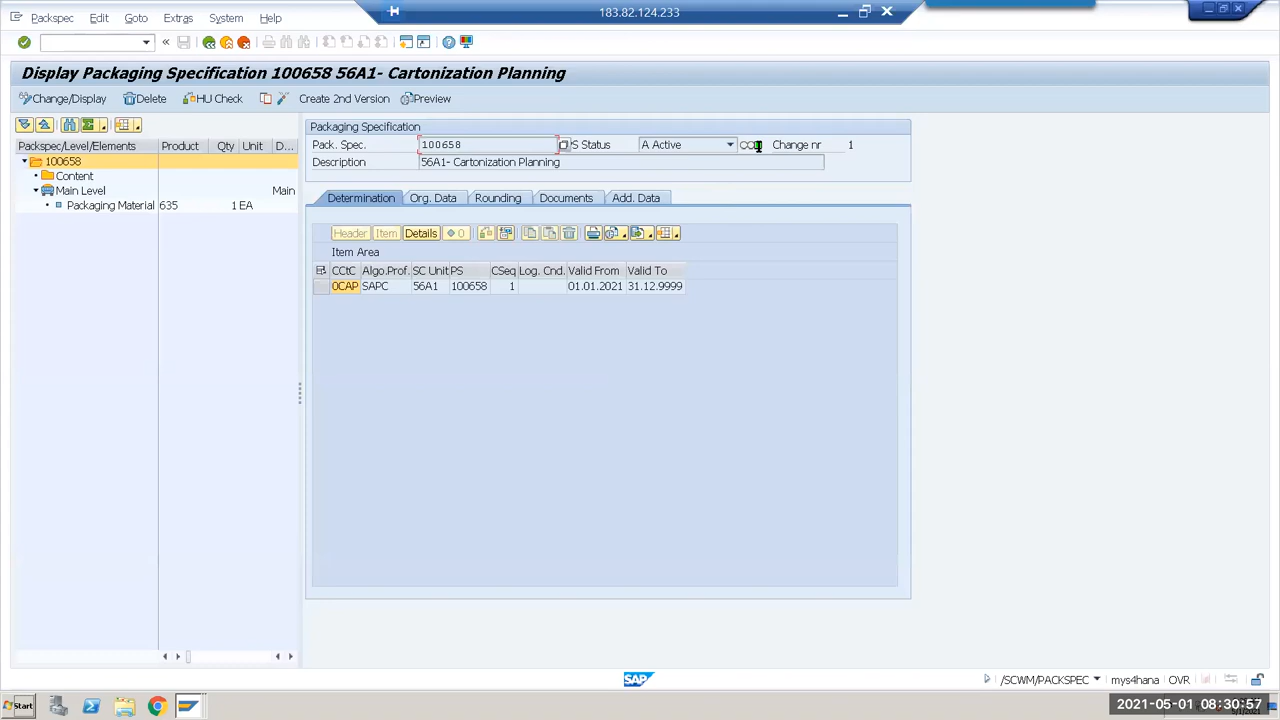 183.82.124.233
Packspec Edit Goto Extras System Help
Display Packaging Specification 100658 56A1- Cartonization Planning
Change/Display Delete HU Check Create 2nd Version Preview
Packspec/Level/Elements Product Qty Unit D...
100658
Content
Main Level Main
Packaging Material 635 1 EA
Packaging Specification
Pack. Spec. 100658 S Status A Active Change nr 1
Description 56A1- Cartonization Planning
Determination Org. Data Rounding Documents Add. Data
Header Item Details 0
Item Area
CCtC Algo.Prof. SC Unit PS CSeq Log. Cnd. Valid From Valid To
0CAP SAPC 56A1 100658 1 01.01.2021 31.12.9999
SAP
/SCWM/PACKSPEC mys4hana OVR
Start
2021-05-01 08:30:57